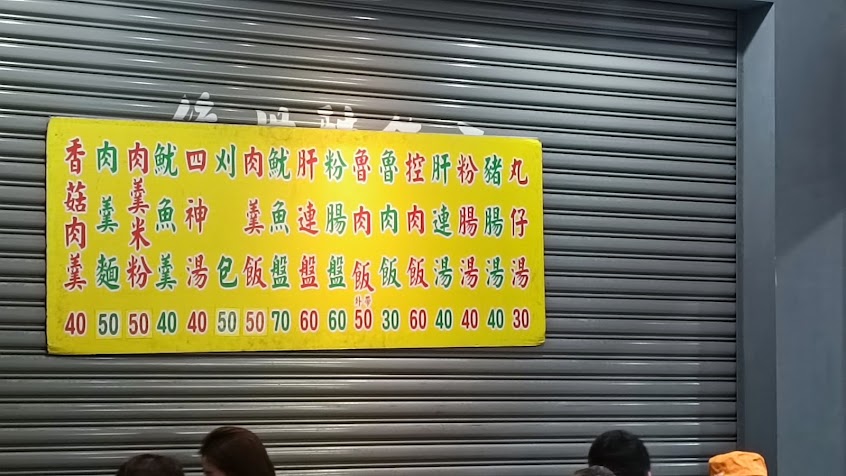 丸仔湯 30
豬腸湯 40
粉腸湯 40
肝連湯 40
控肉飯 60
魯肉飯 30
魯肉飯 外帶 50
粉腸盤 60
肝連盤 60
魷魚盤 70
肉羹飯 50
刈包 50
四神湯 40
魷魚羹 40
肉羹米粉 50
肉羹麵 50
香菇肉羹 40